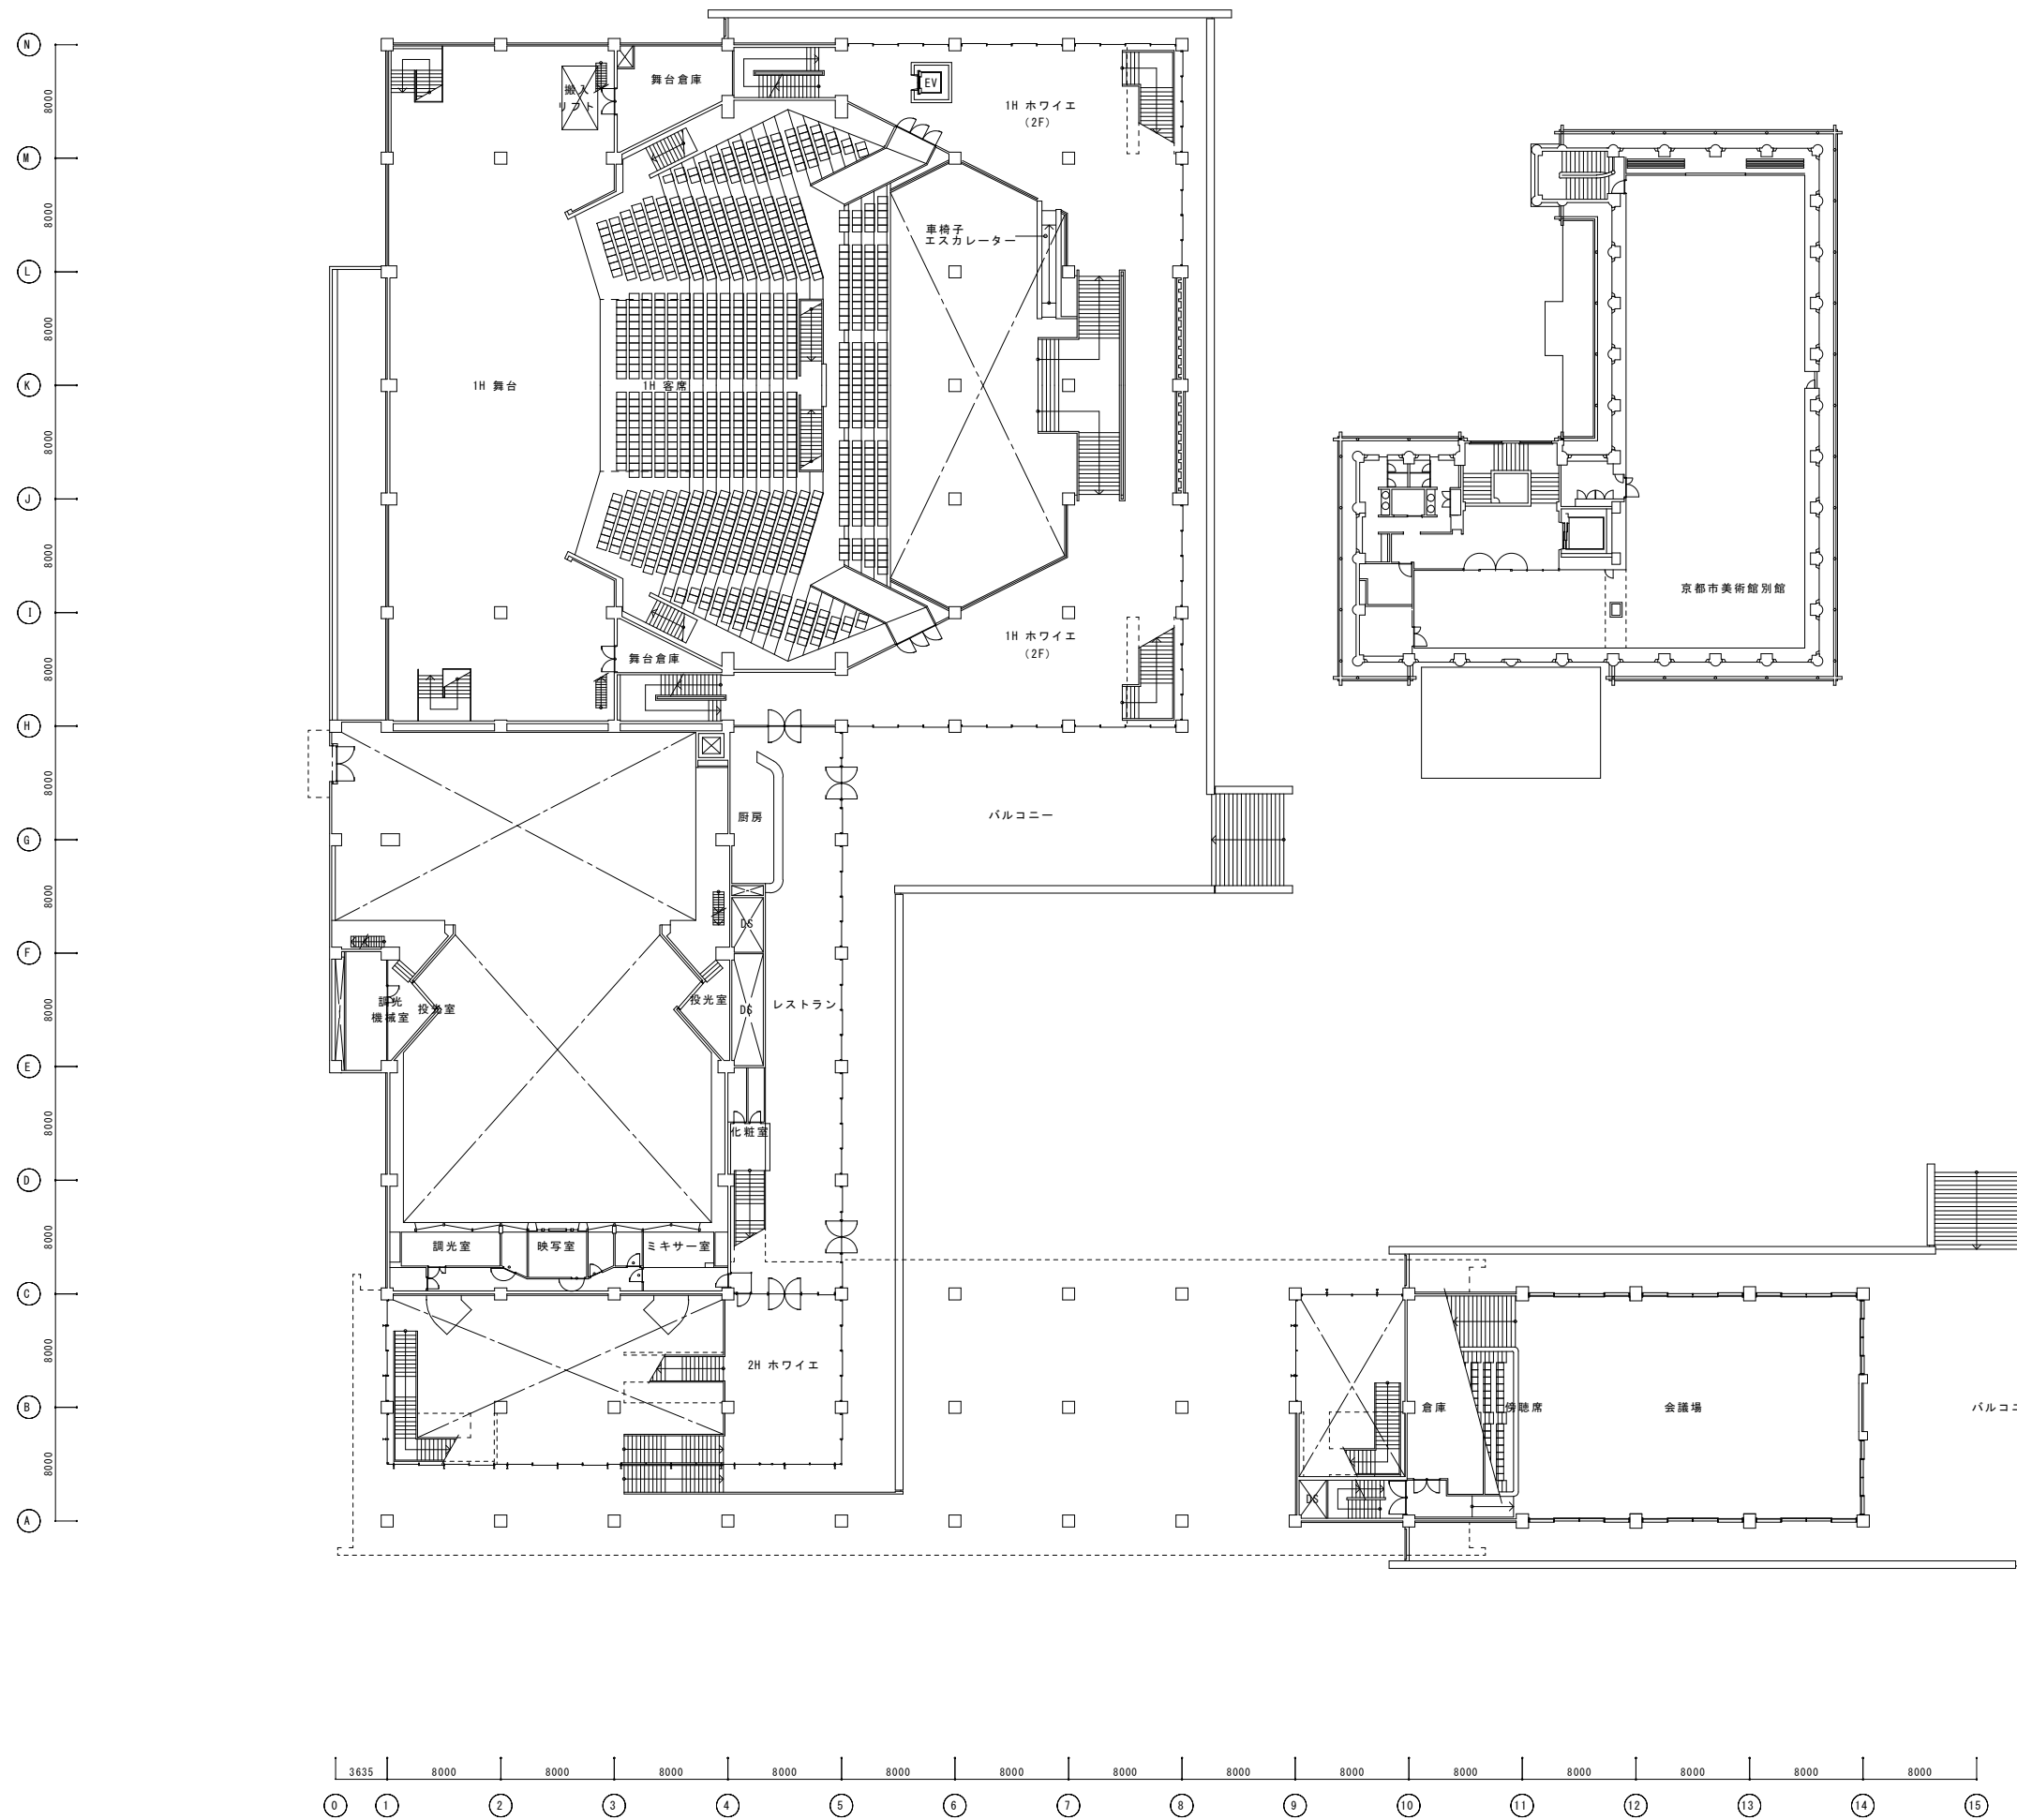 N
M
L
K
J
I
H
G
F
E
D
C
B
A
8000
8000
8000
8000
8000
8000
8000
8000
8000
8000
8000
8000
8000
搬入
リフト
舞台倉庫
EV
1H ホワイエ
(2F)
車椅子
エスカレーター
1H 舞台
1H 客席
1H ホワイエ
(2F)
舞台倉庫
京都市美術館別館
厨房
バルコニー
DS
DS
レストラン
調光
機械室
投光室
投光室
化粧室
調光室
映写室
ミキサー室
2H ホワイエ
DS
倉庫
傍聴席
会議場
バルコニ
3635
8000
8000
8000
8000
8000
8000
8000
8000
8000
8000
8000
8000
8000
8000
0
1
2
3
4
5
6
7
8
9
10
11
12
13
14
15